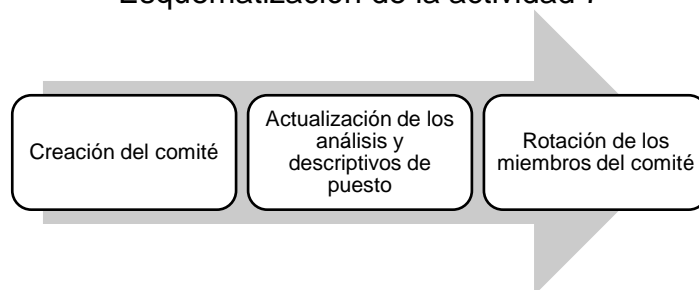 Esquematización de la actividad 7
Creación del comité
Actualización de los
análisis y
descriptivos de
puesto
Rotación de los
miembros del comité